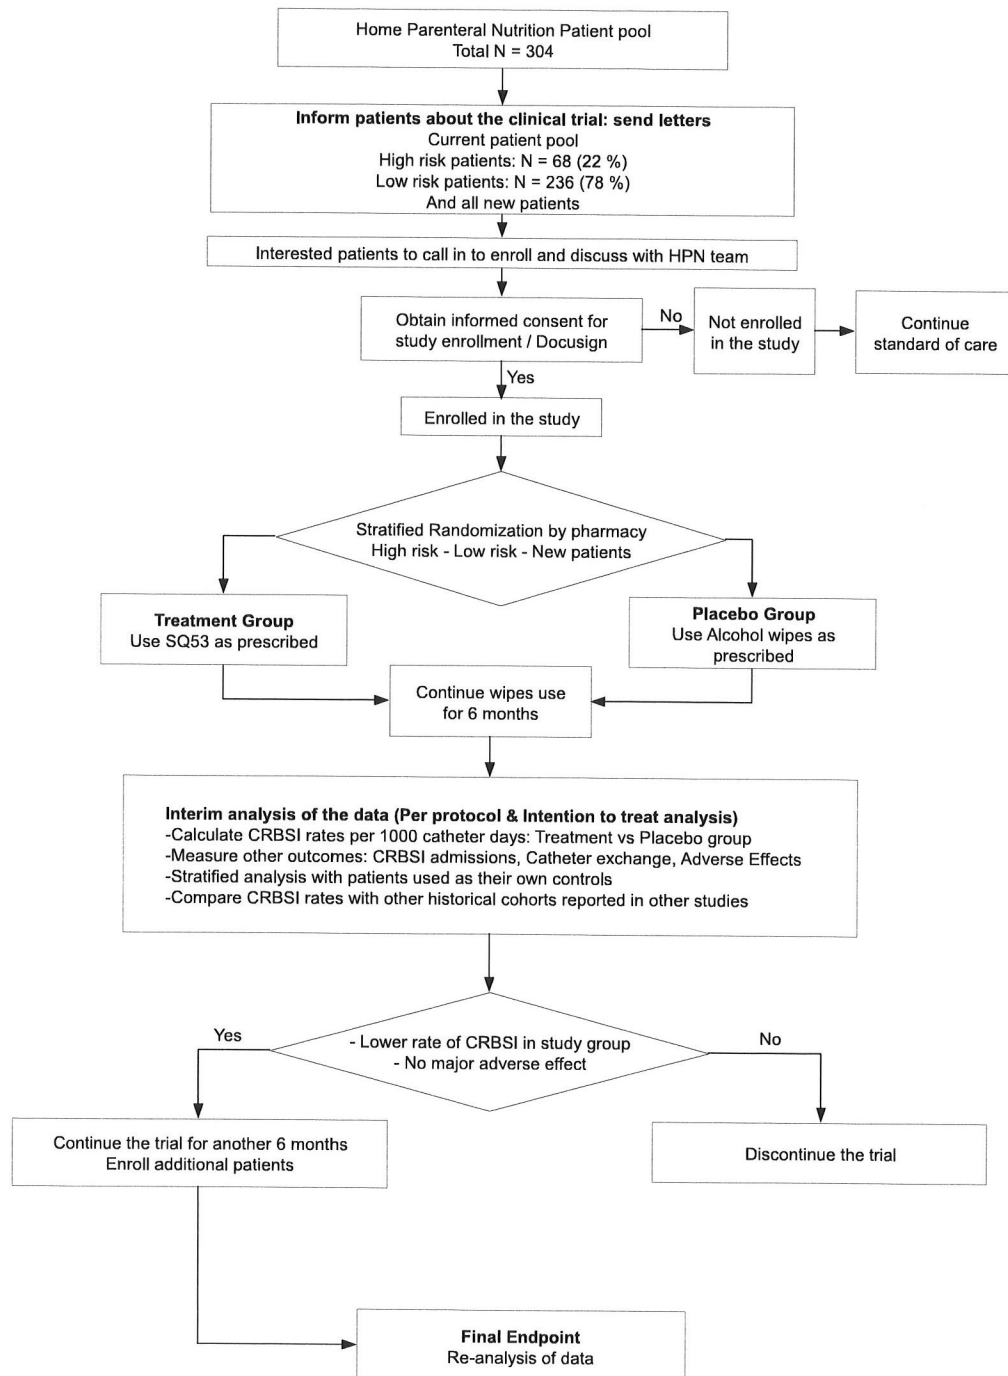 Home Parenteral Nutrition Patient pool
Total N = 304
Inform patients about the clinical trial: send letters
Current patient pool
High risk patients: N = 68 (22 %)
Low risk patients: N = 236 (78 %)
And all new patients
Interested patients to call in to enroll and discuss with HPN team
Obtain informed consent for
study enrollment / Docusign
No
Not enrolled
in the study
Continue
standard of care
Yes
Enrolled in the study
Stratified Randomization by pharmacy
High risk - Low risk - New patients
Treatment Group
Use SQ53 as prescribed
Placebo Group
Use Alcohol wipes as
prescribed
Continue wipes use
for 6 months
Interim analysis of the data (Per protocol & Intention to treat analysis)
-Calculate CRBSI rates per 1000 catheter days: Treatment vs Placebo group
-Measure other outcomes: CRBSI admissions, Catheter exchange, Adverse Effects
-Stratified analysis with patients used as their own controls
-Compare CRBSI rates with other historical cohorts reported in other studies
Yes
- Lower rate of CRBSI in study group
- No major adverse effect
No
Continue the trial for another 6 months
Enroll additional patients
Discontinue the trial
Final Endpoint
Re-analysis of data